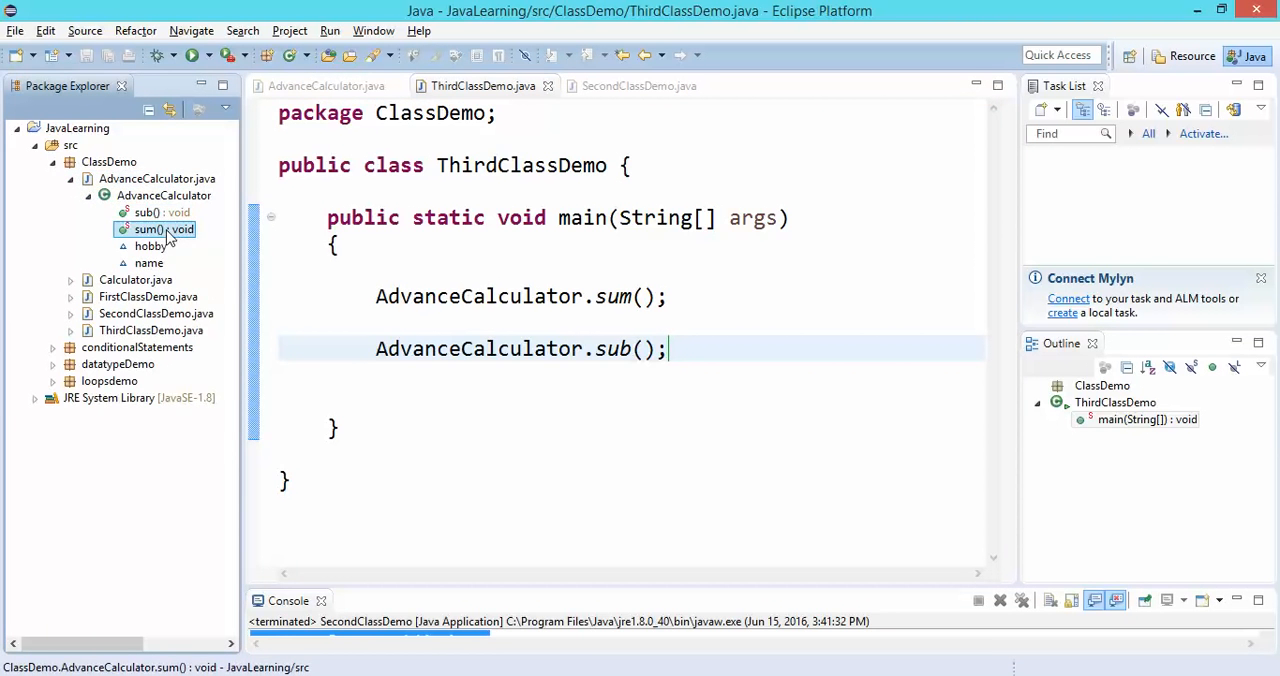 Java - JavaLearning/src/ClassDemo/ThirdClassDemo.java - Eclipse Platform
File Edit Source Refactor Navigate Search Project Run Window Help
Quick Access
Resource
Java
Package Explorer
JavaLearning
src
ClassDemo
AdvanceCalculator.java
AdvanceCalculator
sub() : void
sum() : void
hobby
name
Calculator.java
FirstClassDemo.java
SecondClassDemo.java
ThirdClassDemo.java
conditionalStatements
datatypeDemo
loopsdemo
JRE System Library [JavaSE-1.8]
AdvanceCalculator.java
ThirdClassDemo.java
SecondClassDemo.java
package ClassDemo;
public class ThirdClassDemo {
public static void main(String[] args)
{
AdvanceCalculator.sum();
AdvanceCalculator.sub();
}
}
Task List
Find
All
Activate...
Connect Mylyn
Connect to your task and ALM tools or
create a local task.
Outline
ClassDemo
ThirdClassDemo
main(String[]) : void
Console
<terminated> SecondClassDemo [Java Application] C:\Program Files\Java\jre1.8.0_40\bin\javaw.exe (Jun 15, 2016, 3:41:32 PM)
ClassDemo.AdvanceCalculator.sum() : void - JavaLearning/src